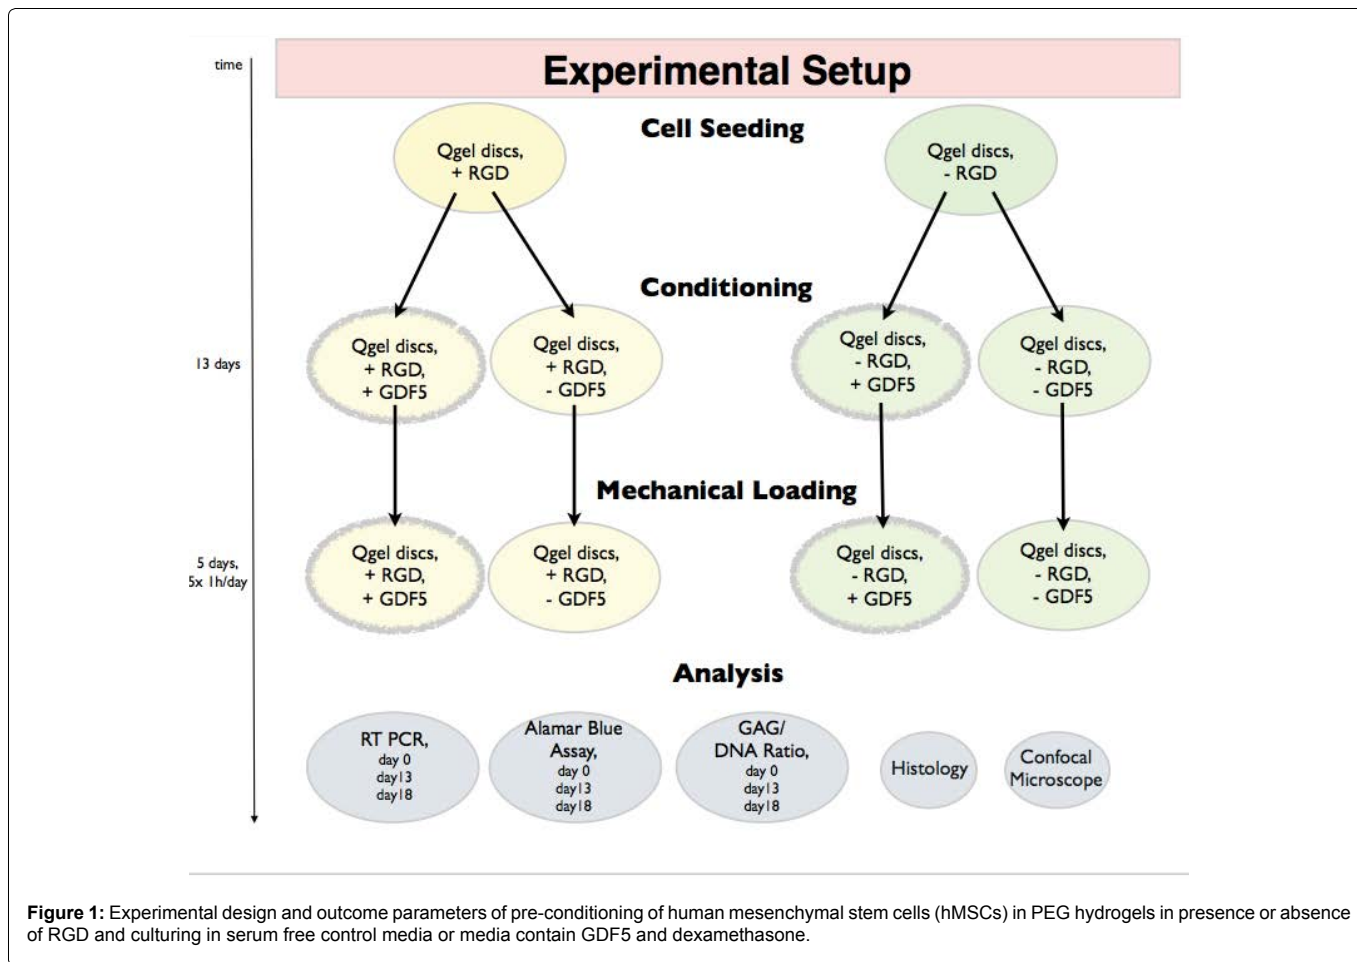 time
Experimental Setup
Cell Seeding
Qgel discs,
+ RGD
Qgel discs,
- RGD
Conditioning
13 days
Qgel discs,
+ RGD,
+ GDF5
Qgel discs,
+ RGD,
- GDF5
Qgel discs,
- RGD,
+ GDF5
Qgel discs,
- RGD,
- GDF5
Mechanical Loading
5 days,
5x 1h/day
Qgel discs,
+ RGD,
+ GDF5
Qgel discs,
+ RGD,
- GDF5
Qgel discs,
- RGD,
+ GDF5
Qgel discs,
- RGD,
- GDF5
Analysis
RT PCR,
day 0
day13
day18
Alamar Blue
Assay,
day 0
day13
day18
GAG/
DNA Ratio,
day 0
day13
day18
Histology
Confocal
Microscope
Figure 1: Experimental design and outcome parameters of pre-conditioning of human mesenchymal stem cells (hMSCs) in PEG hydrogels in presence or absence
of RGD and culturing in serum free control media or media contain GDF5 and dexamethasone.